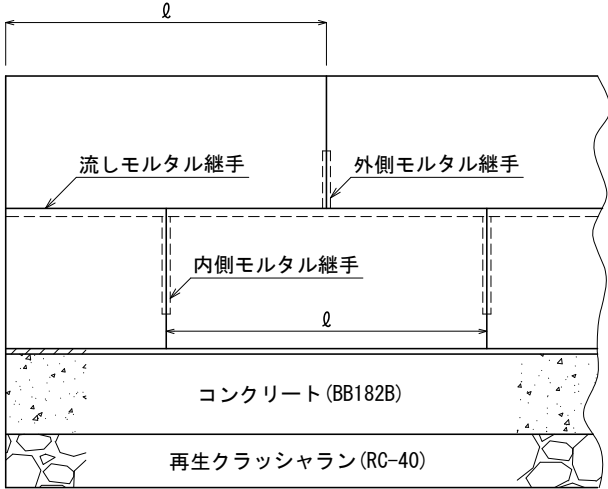 ℓ
流しモルタル継手
外側モルタル継手
内側モルタル継手
ℓ
コンクリート(BB182B)
再生クラッシャラン(RC-40)